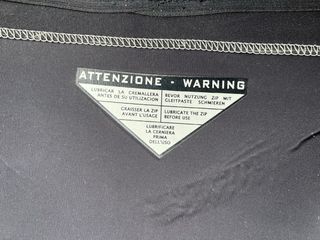 ATTENZIONE - WARNING
LUBRICAR LA CREMALLERA
ANTES DE SU UTILIZACION
BEVOR NUTZUNG ZIP MIT
GLEITPASTE SCHMIEREN
GRAISSER LA ZIP
AVANT L'USAGE
LUBRICATE THE ZIP
BEFORE USE
LUBRIFICARE
LA CERNIERA
PRIMA
DELL'USO